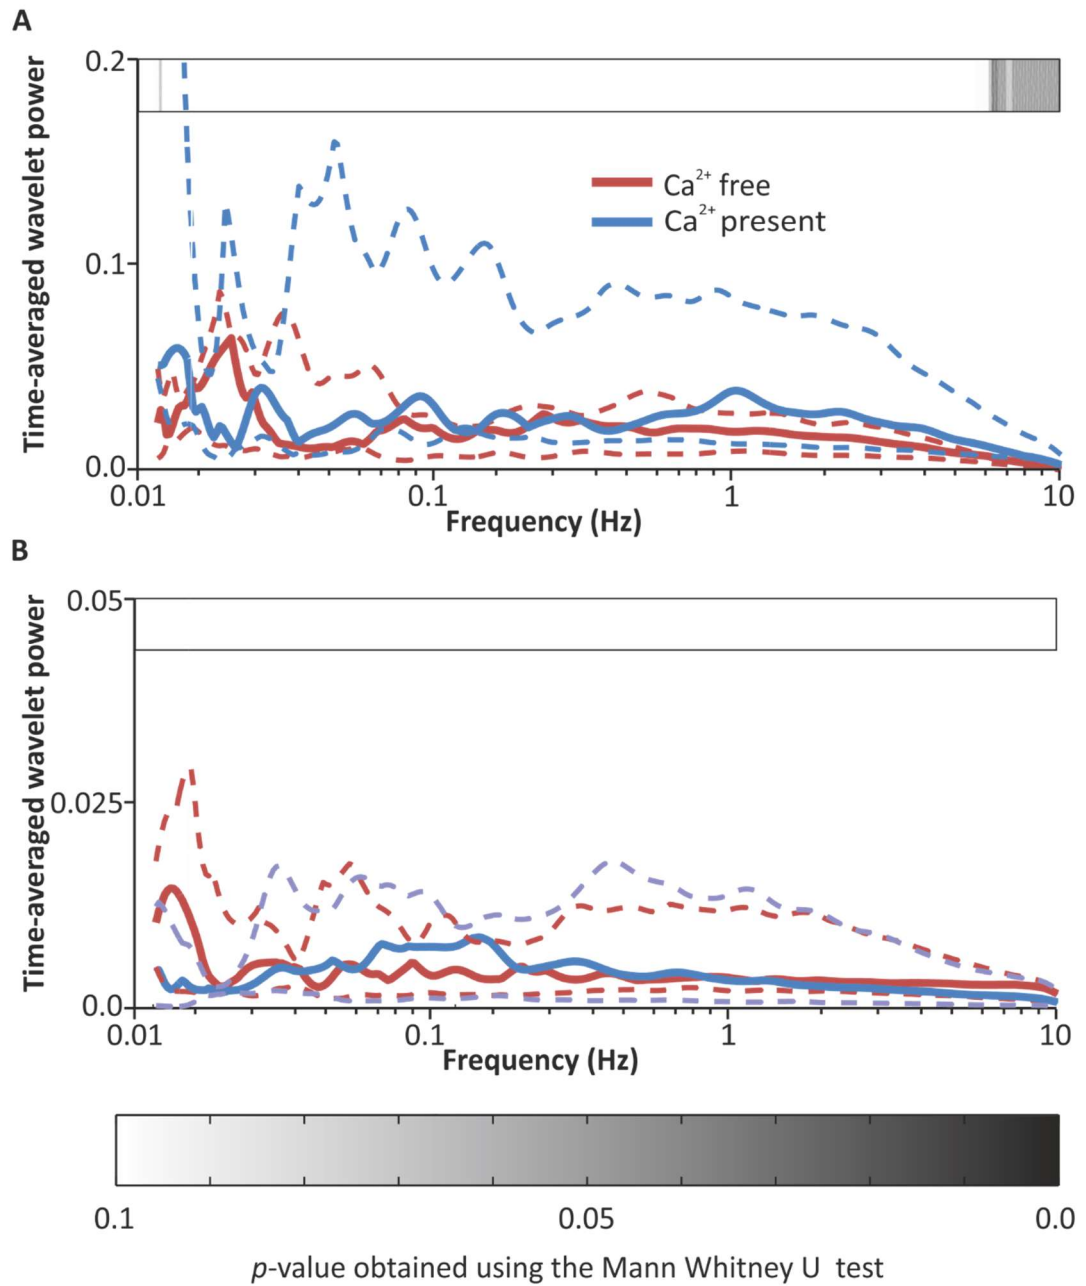 A
Time-averaged wavelet power
0.2
0.1
0.0
Ca²⁺ free
Ca²⁺ present
0.01
0.1
1
10
Frequency (Hz)
B
Time-averaged wavelet power
0.05
0.025
0.0
0.01
0.1
1
10
Frequency (Hz)
0.1
0.05
0.0
p-value obtained using the Mann Whitney U test